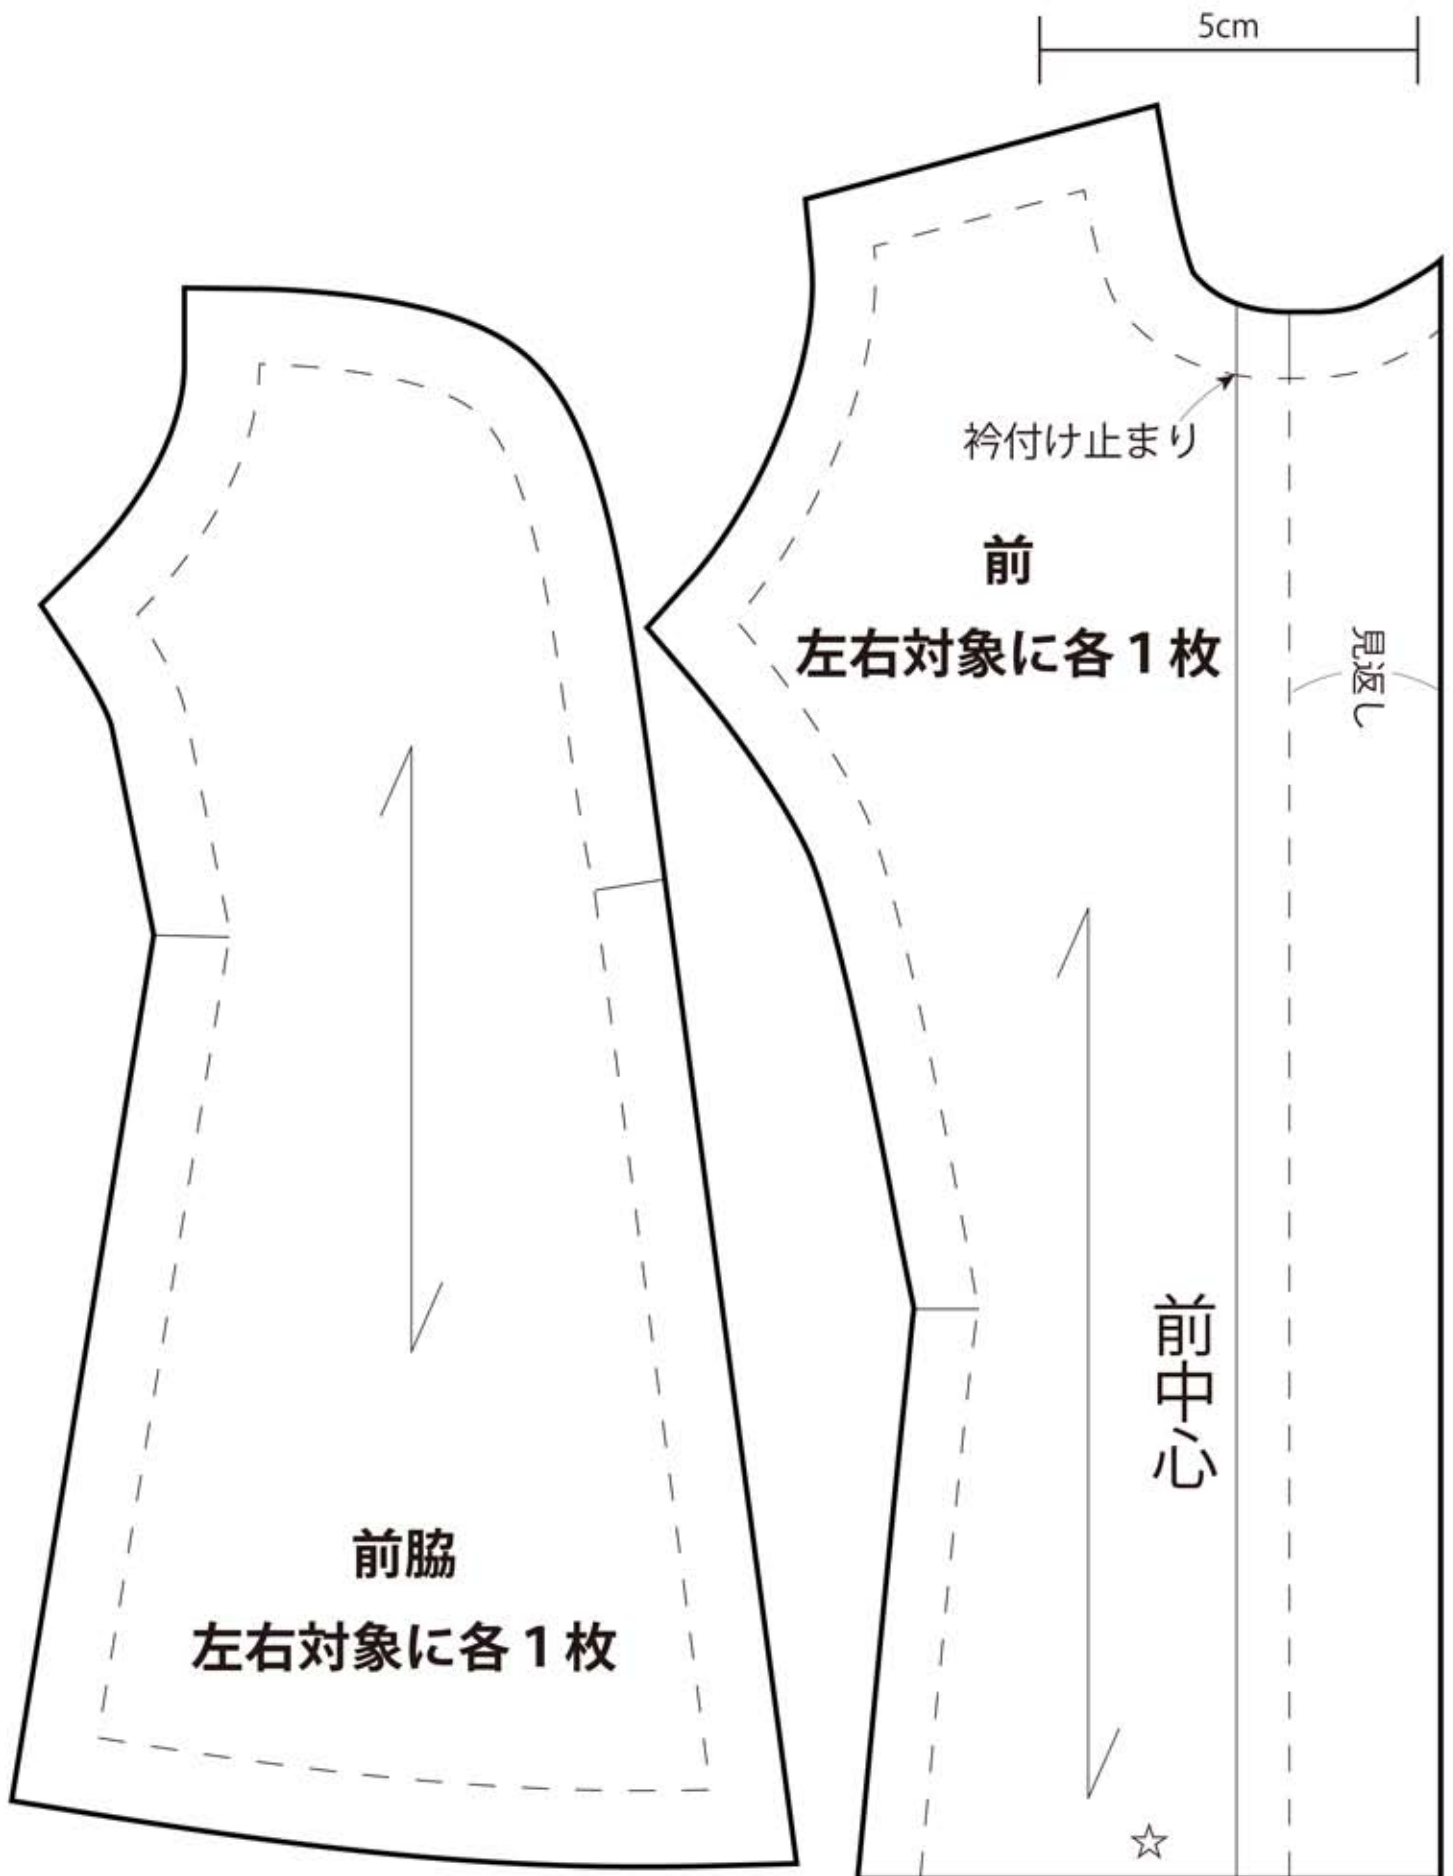 5cm
衿付け止まり
前
左右対象に各１枚
見返し
前中心
前脇
左右対象に各１枚
☆